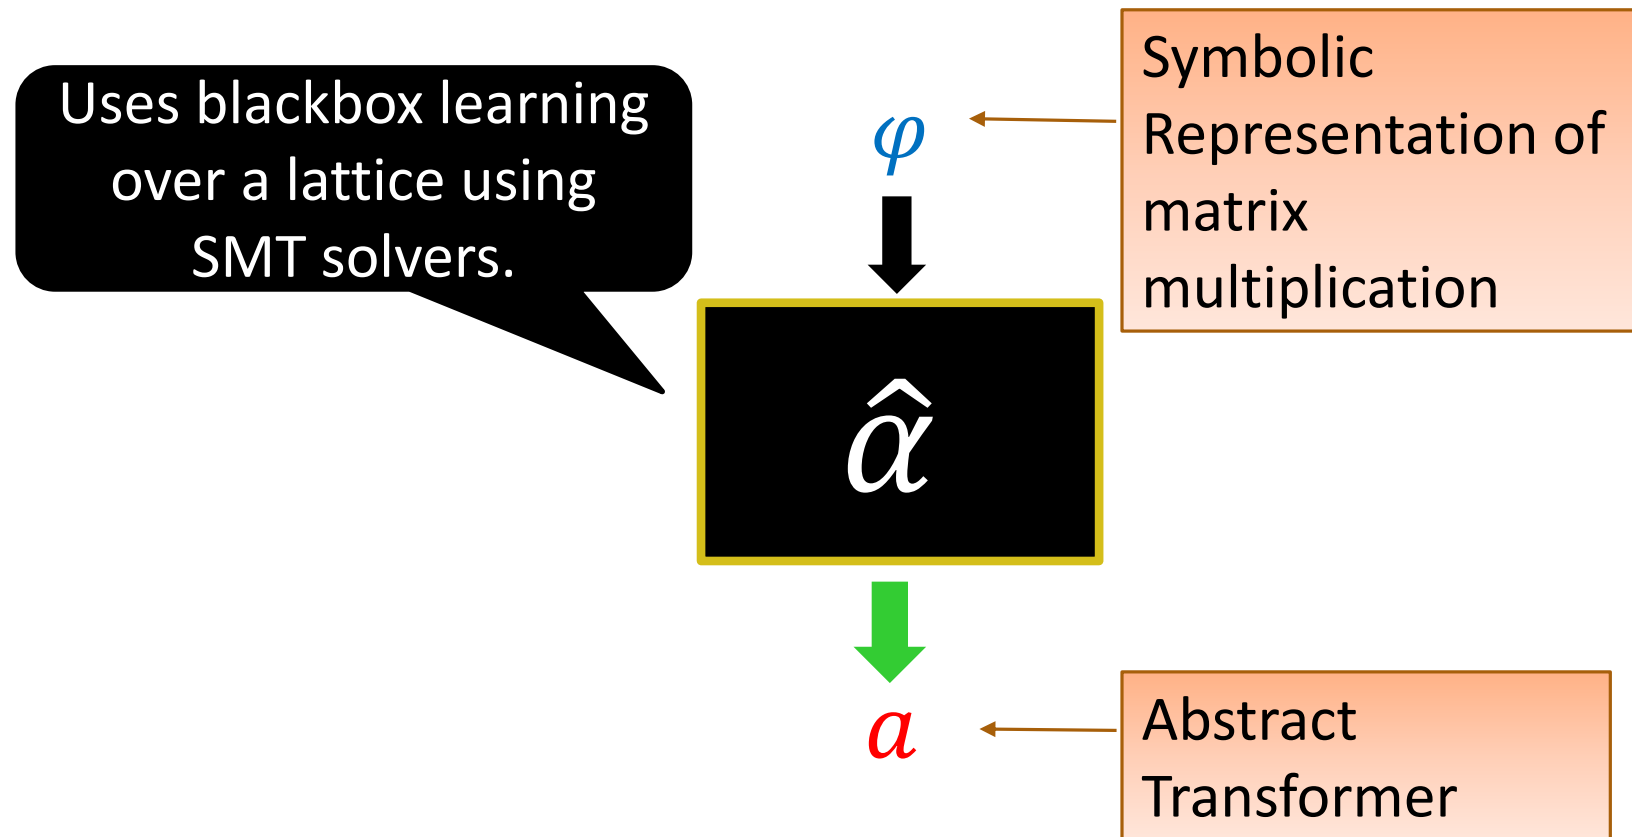 Uses blackbox learning
over a lattice using
SMT solvers.
φ
Symbolic
Representation of
matrix
multiplication
α̂
a
Abstract
Transformer